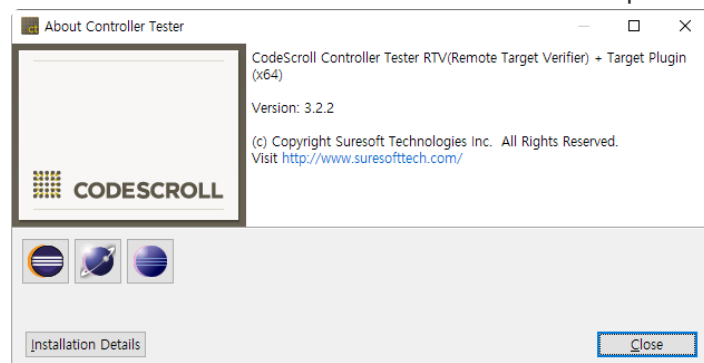 ct About Controller Tester
CodeScroll Controller Tester RTV(Remote Target Verifier) + Target Plugin
(x64)
Version: 3.2.2
(c) Copyright Suresoft Technologies Inc.  All Rights Reserved.
Visit http://www.suresofttech.com/
CODESCROLL
Installation Details
Close